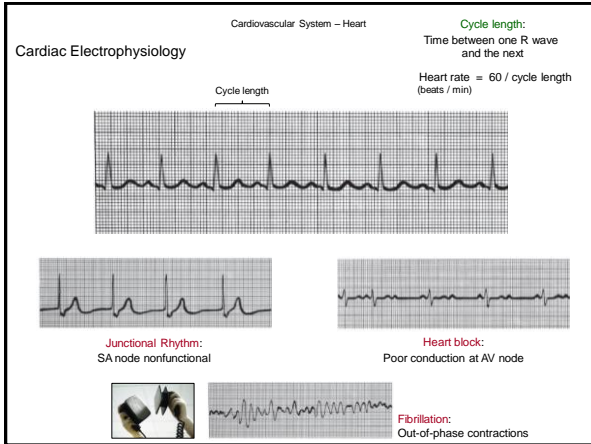 Cardiovascular System – Heart
Cardiac Electrophysiology
Cycle length:
Time between one R wave
and the next
Heart rate = 60 / cycle length
(beats / min)
Cycle length
Junctional Rhythm:
SA node nonfunctional
Heart block:
Poor conduction at AV node
Fibrillation:
Out-of-phase contractions